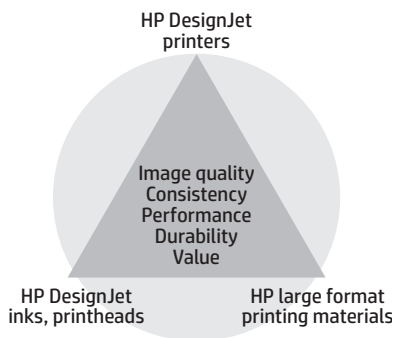 HP DesignJet
printers
Image quality
Consistency
Performance
Durability
Value
HP DesignJet
inks, printheads
HP large format
printing materials